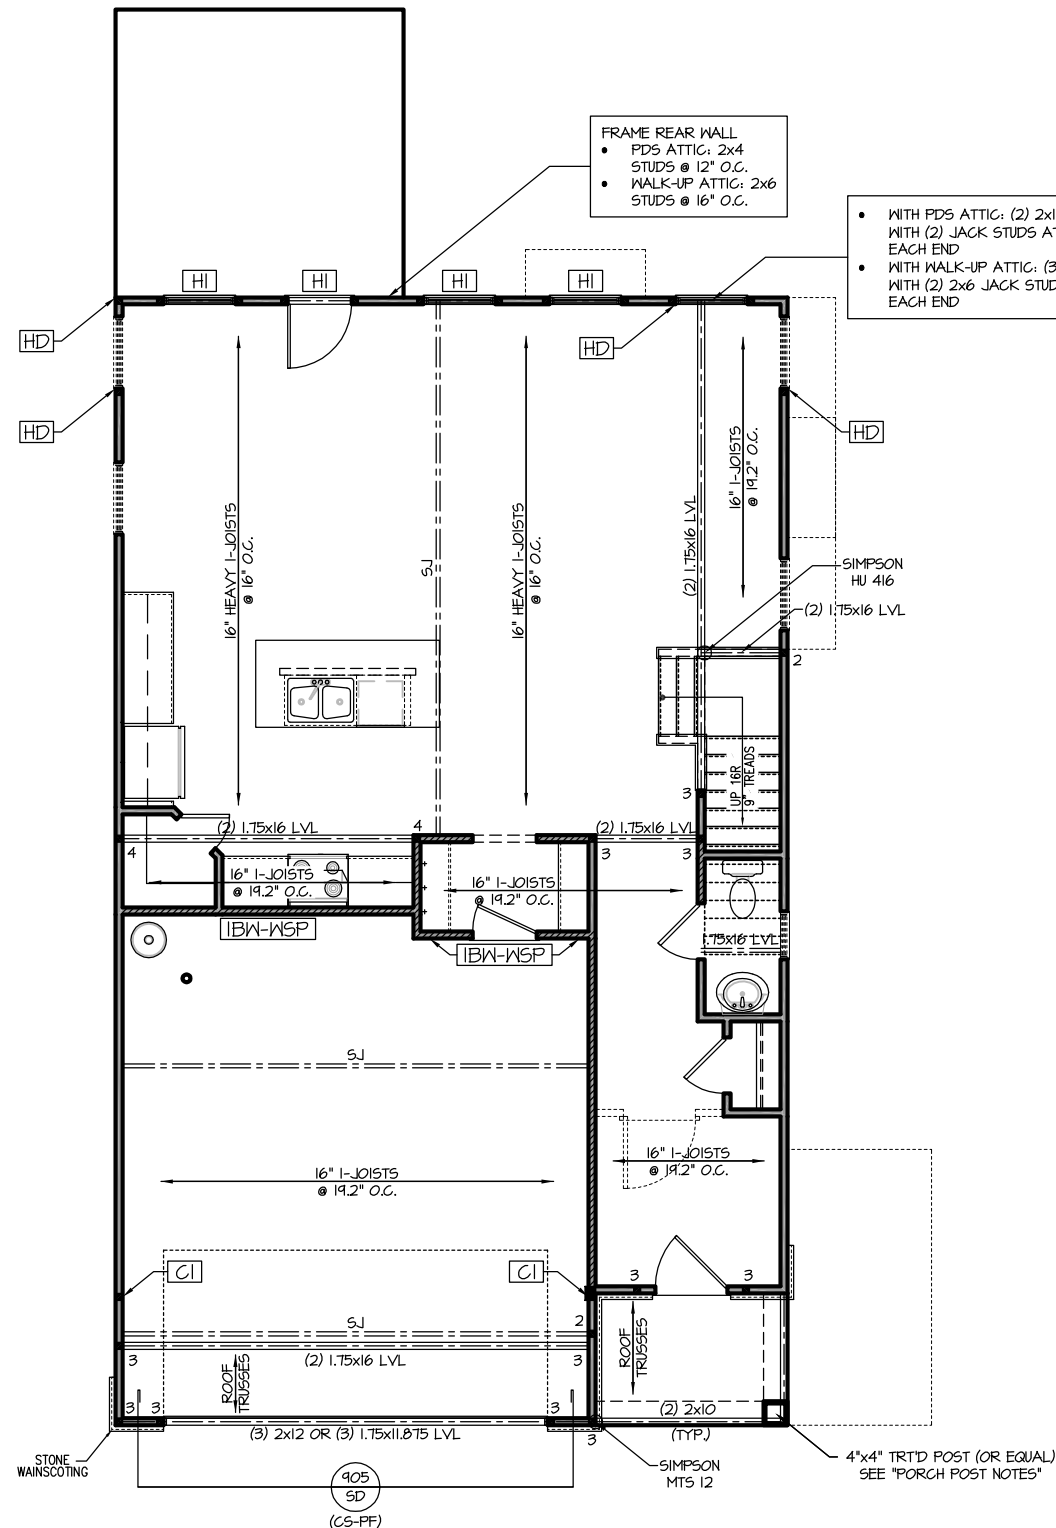 FRAME REAR WALL
• PDS ATTIC: 2x4
STUDS @ 12" O.C.
• WALK-UP ATTIC: 2x6
STUDS @ 16" O.C.
• WITH PDS ATTIC: (2)
WITH (2) JACK STUDS
EACH END
• WITH WALK-UP ATTIC:
WITH (2) 2x6 JACK
EACH END
H1
H1
H1
H1
HD
HD
HD
HD
16" HEAVY I-JOISTS
@ 16" O.C.
SJ
16" HEAVY I-JOISTS
@ 16" O.C.
(2) 1.75x16 LVL
16" I-JOISTS
@ 19.2" O.C.
SIMPSON
HU 416
(2) 1.75x16 LVL
2
UP 16R
9" TREADS
3
(2) 1.75x16 LVL
4
(2) 1.75x16 LVL
4
3
3
16" I-JOISTS
@ 19.2" O.C.
16" I-JOISTS
@ 19.2" O.C.
IBW-WSP
IBW-WSP
1.75x16 LVL
SJ
16" I-JOISTS
@ 19.2" O.C.
16" I-JOISTS
@ 19.2" O.C.
C1
C1
3
3
SJ
2
(2) 1.75x16 LVL
3
3
ROOF
TRUSSES
ROOF
TRUSSES
3
3
3
(2) 2x10
(TYP.)
(3) 2x12 OR (3) 1.75x11.875 LVL
3
STONE
WAINSCOTING
905
SD
(CS-PF)
SIMPSON
MTS 12
4"x4" TRT'D POST (OR EQUAL)
SEE "PORCH POST NOTES"